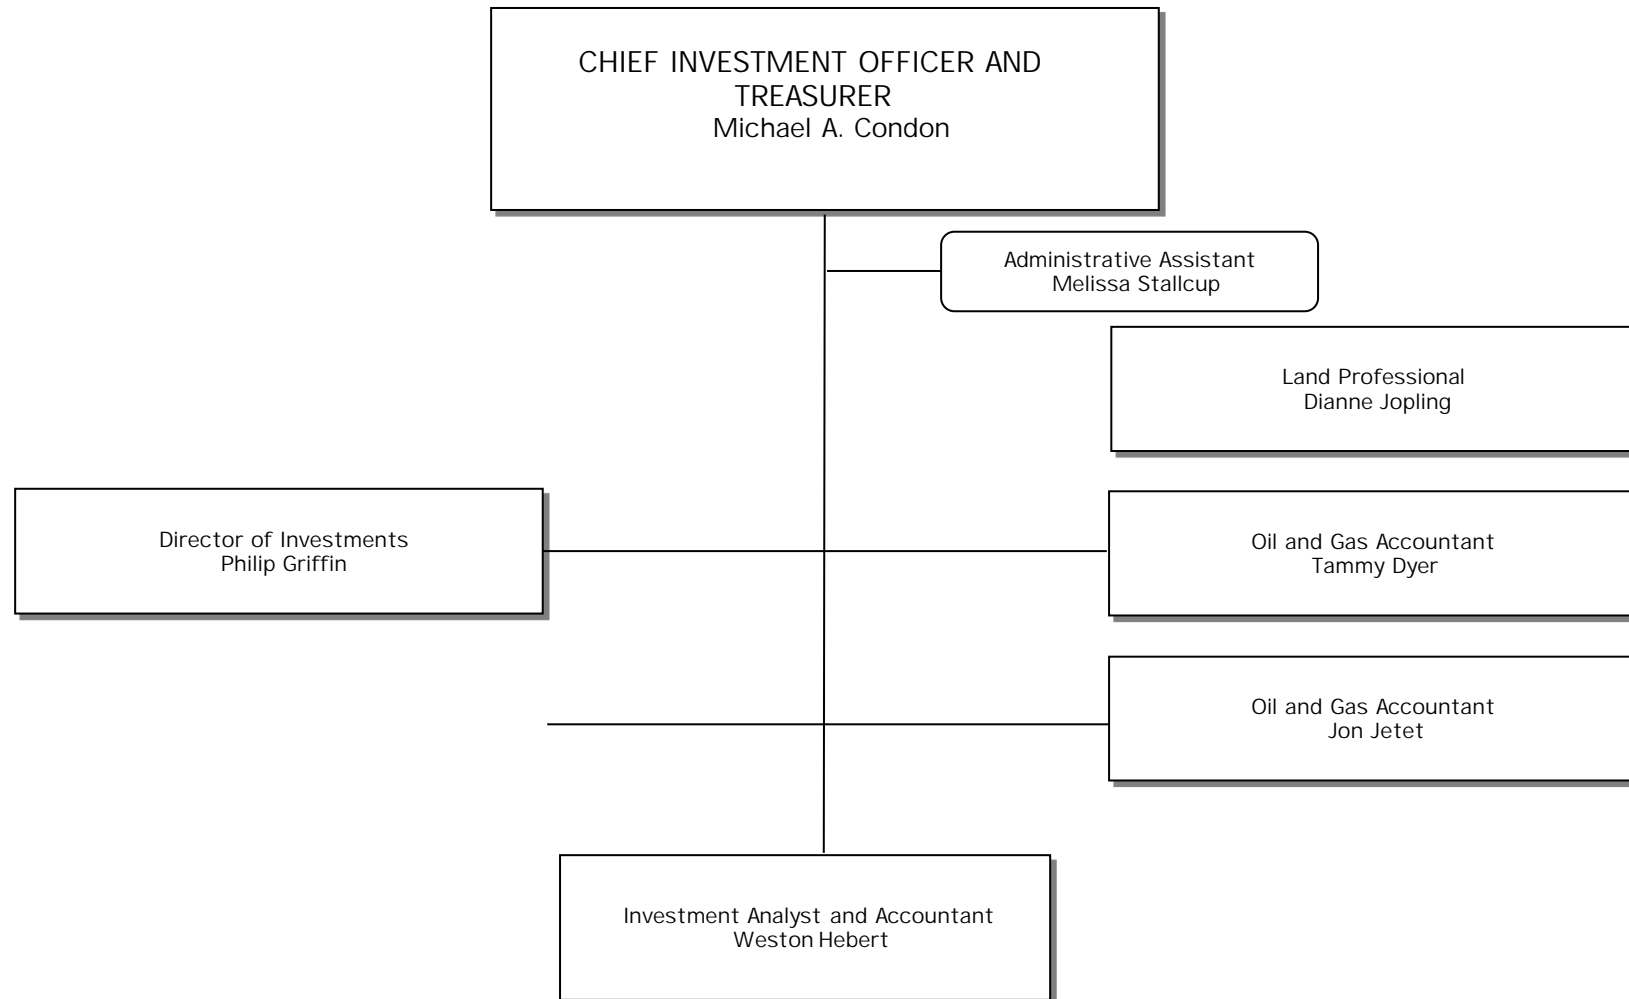 CHIEF INVESTMENT OFFICER AND
TREASURER
Michael A. Condon
Administrative Assistant
Melissa Stallcup
Land Professional
Dianne Jopling
Director of Investments
Philip Griffin
Oil and Gas Accountant
Tammy Dyer
Oil and Gas Accountant
Jon Jetet
Investment Analyst and Accountant
Weston Hebert